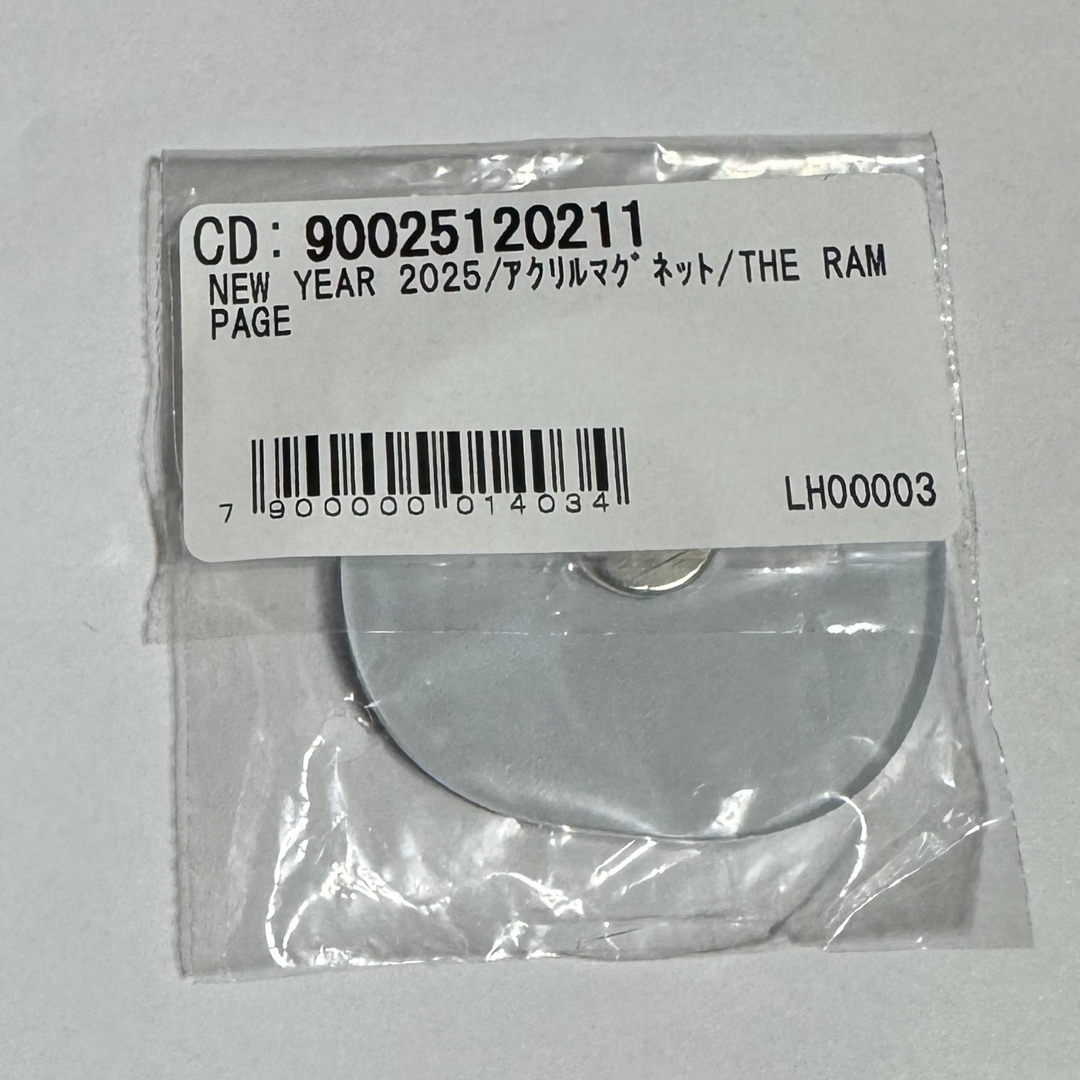 CD: 90025120211
NEW YEAR 2025/ｱｸﾘﾙﾏｸﾞﾈｯﾄ/THE RAM
PAGE
7 900000 014034
LH00003